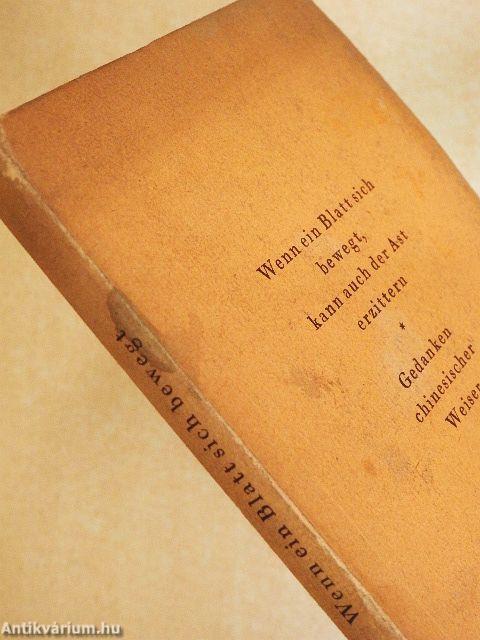 Wenn ein Blatt sich
bewegt,
kann auch der Ast
erzittern
*
Gedanken
chinesischer
Weiser
Wenn ein Blatt sich bewegt
Antikvárium.hu